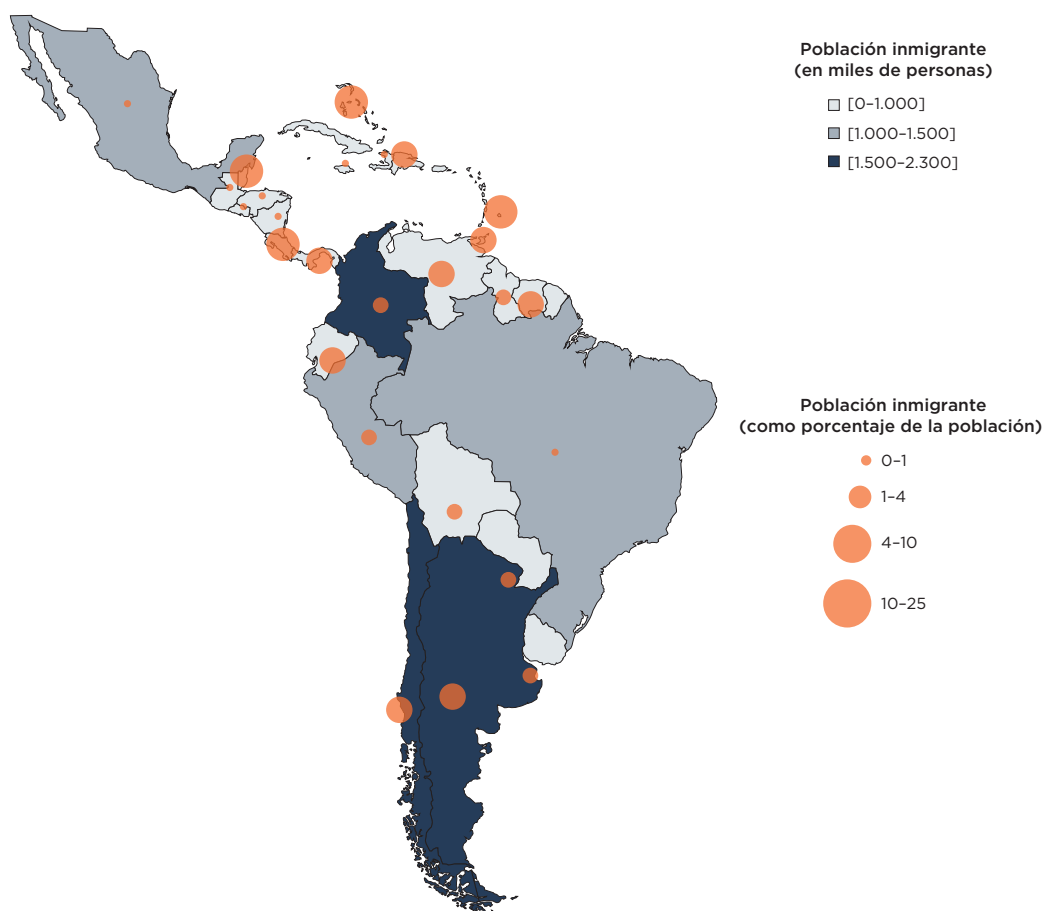 Población inmigrante
(en miles de personas)
[0–1.000]
[1.000–1.500]
[1.500–2.300]
Población inmigrante
(como porcentaje de la población)
0–1
1–4
4–10
10–25